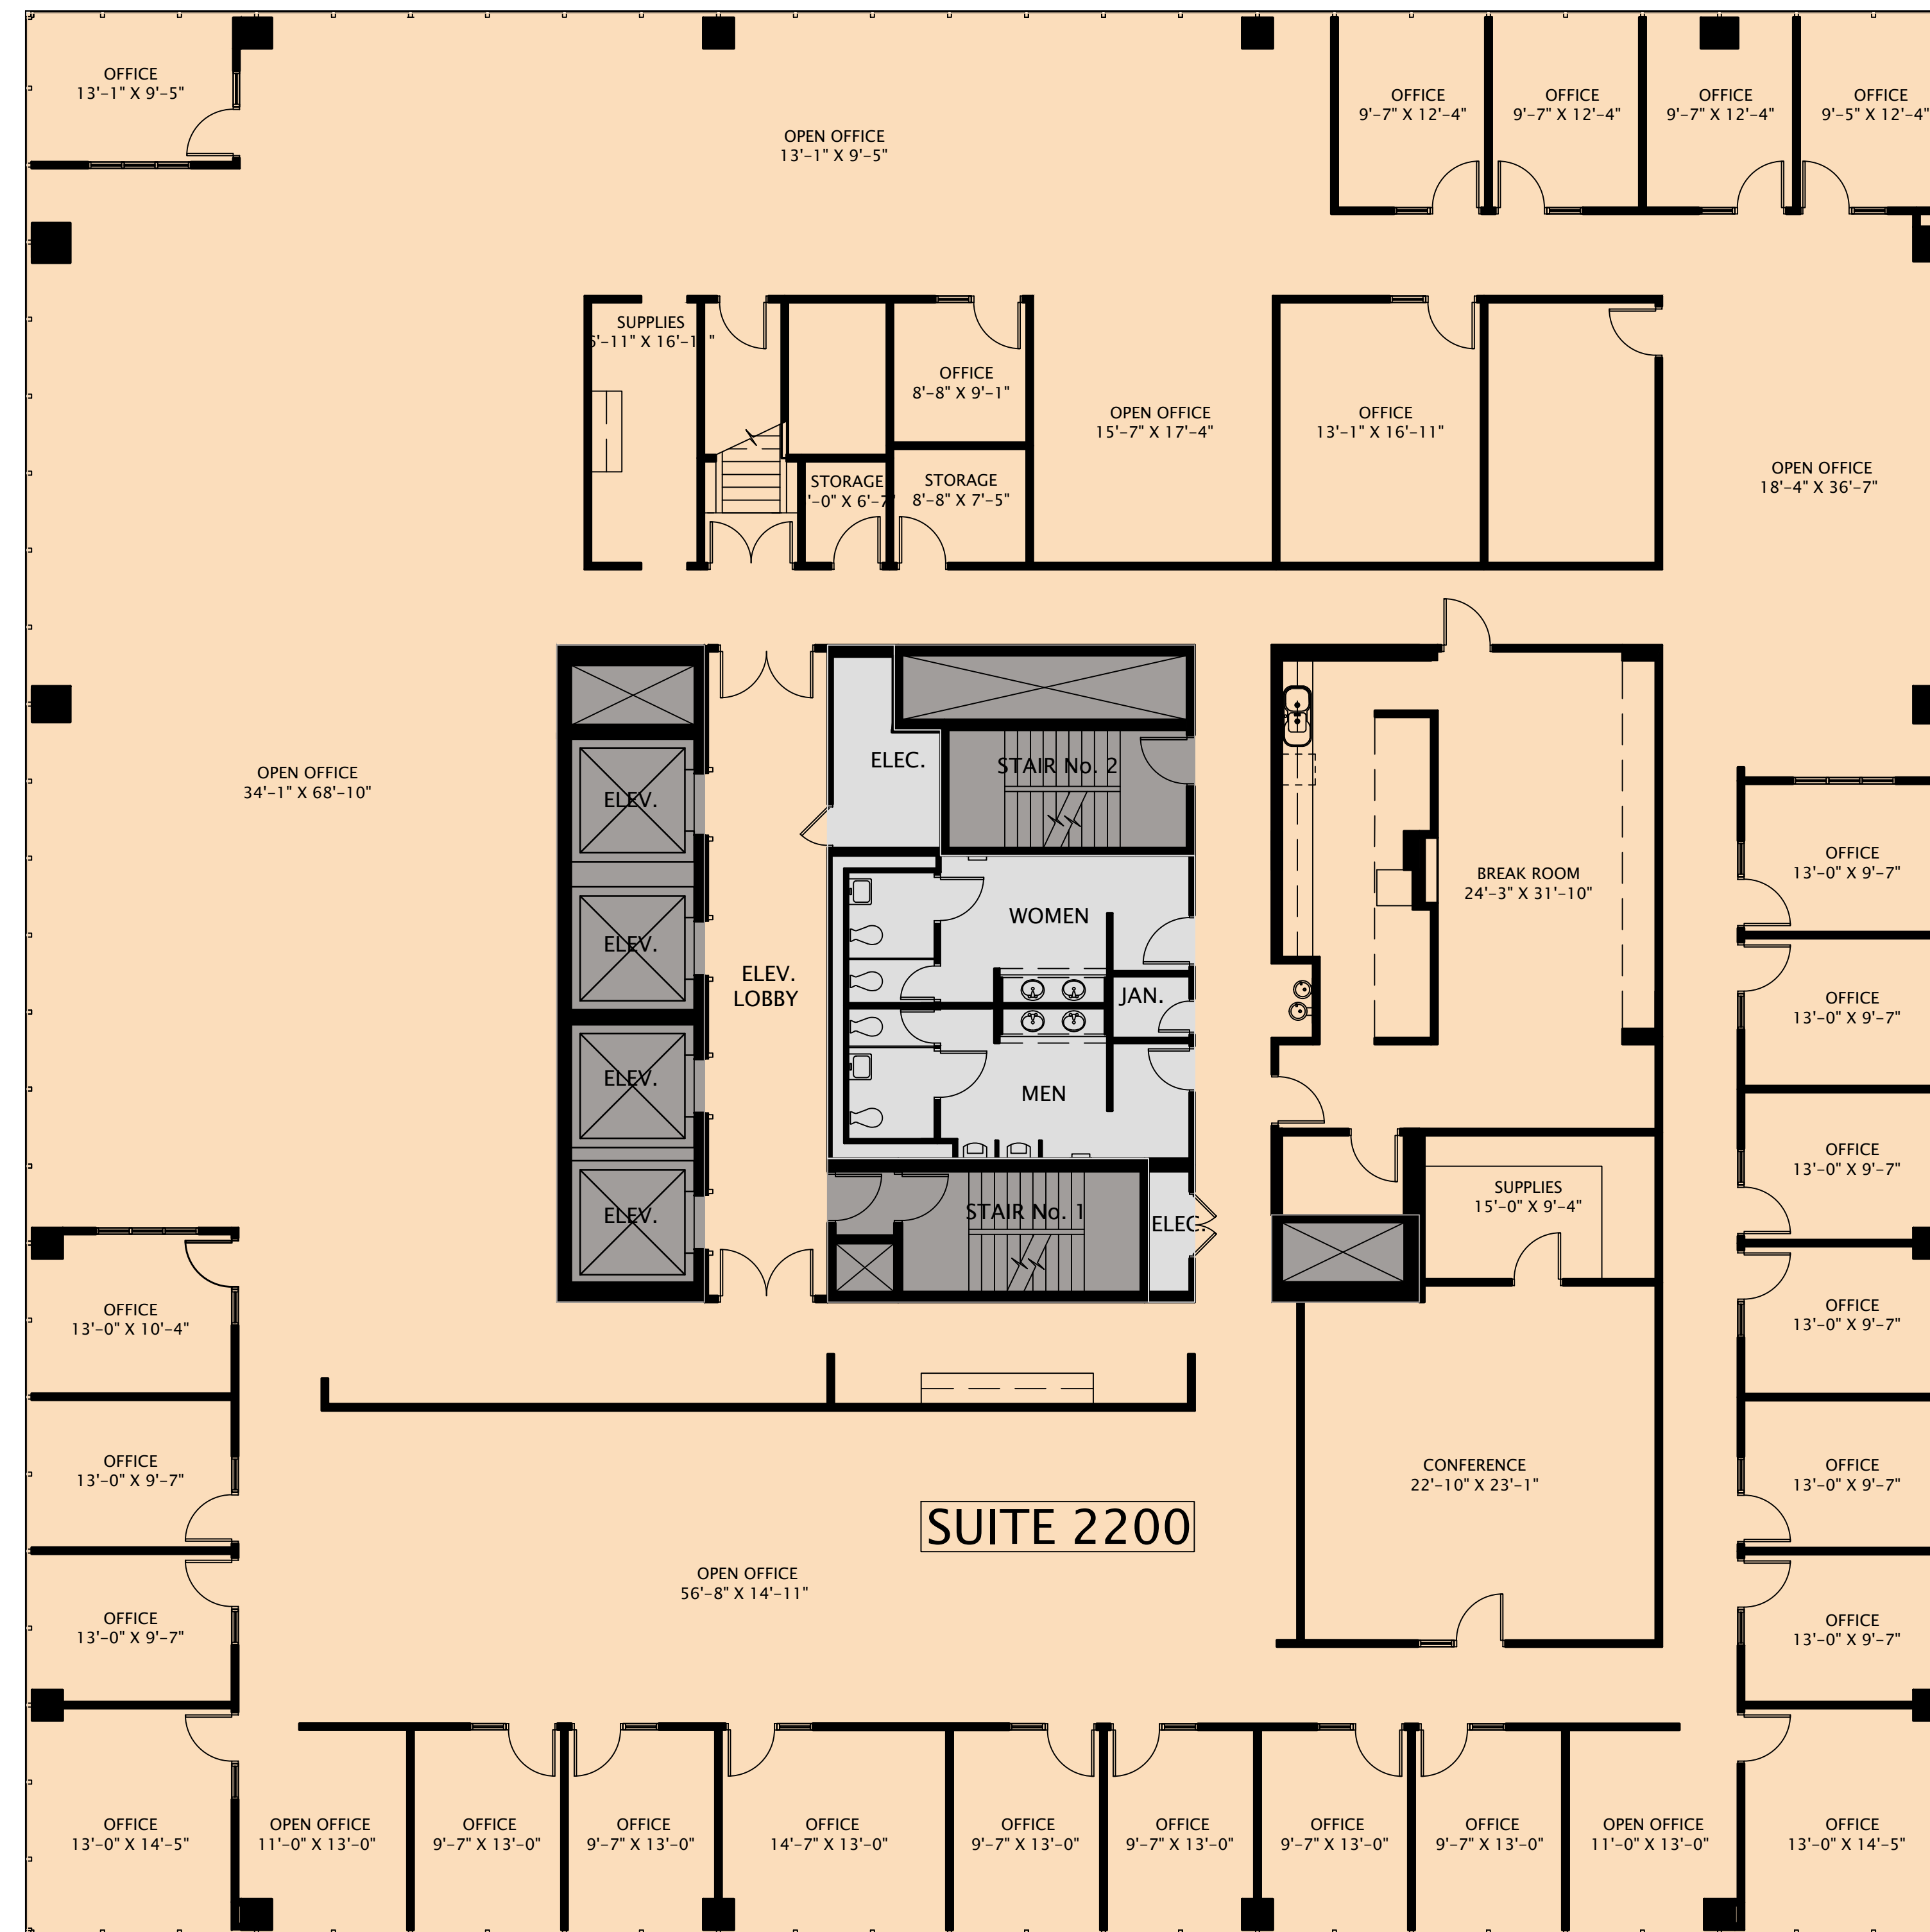 OFFICE
13'-1" X 9'-5"
OPEN OFFICE
13'-1" X 9'-5"
OFFICE
9'-7" X 12'-4"
OFFICE
9'-7" X 12'-4"
OFFICE
9'-7" X 12'-4"
OFFICE
9'-5" X 12'-4"
SUPPLIES
6'-11" X 16'-1 "
OFFICE
8'-8" X 9'-1"
STORAGE
'-0" X 6'-7
STORAGE
8'-8" X 7'-5"
OPEN OFFICE
15'-7" X 17'-4"
OFFICE
13'-1" X 16'-11"
OPEN OFFICE
18'-4" X 36'-7"
OPEN OFFICE
34'-1" X 68'-10"
ELEV.
ELEV.
ELEV.
ELEV.
ELEV.
LOBBY
ELEC.
STAIR No. 2
WOMEN
JAN.
MEN
STAIR No. 1
ELEC.
BREAK ROOM
24'-3" X 31'-10"
SUPPLIES
15'-0" X 9'-4"
OFFICE
13'-0" X 9'-7"
OFFICE
13'-0" X 9'-7"
OFFICE
13'-0" X 9'-7"
OFFICE
13'-0" X 9'-7"
OFFICE
13'-0" X 9'-7"
OFFICE
13'-0" X 9'-7"
OFFICE
13'-0" X 10'-4"
OFFICE
13'-0" X 9'-7"
OFFICE
13'-0" X 9'-7"
CONFERENCE
22'-10" X 23'-1"
SUITE 2200
OPEN OFFICE
56'-8" X 14'-11"
OFFICE
13'-0" X 14'-5"
OPEN OFFICE
11'-0" X 13'-0"
OFFICE
9'-7" X 13'-0"
OFFICE
9'-7" X 13'-0"
OFFICE
14'-7" X 13'-0"
OFFICE
9'-7" X 13'-0"
OFFICE
9'-7" X 13'-0"
OFFICE
9'-7" X 13'-0"
OFFICE
9'-7" X 13'-0"
OPEN OFFICE
11'-0" X 13'-0"
OFFICE
13'-0" X 14'-5"